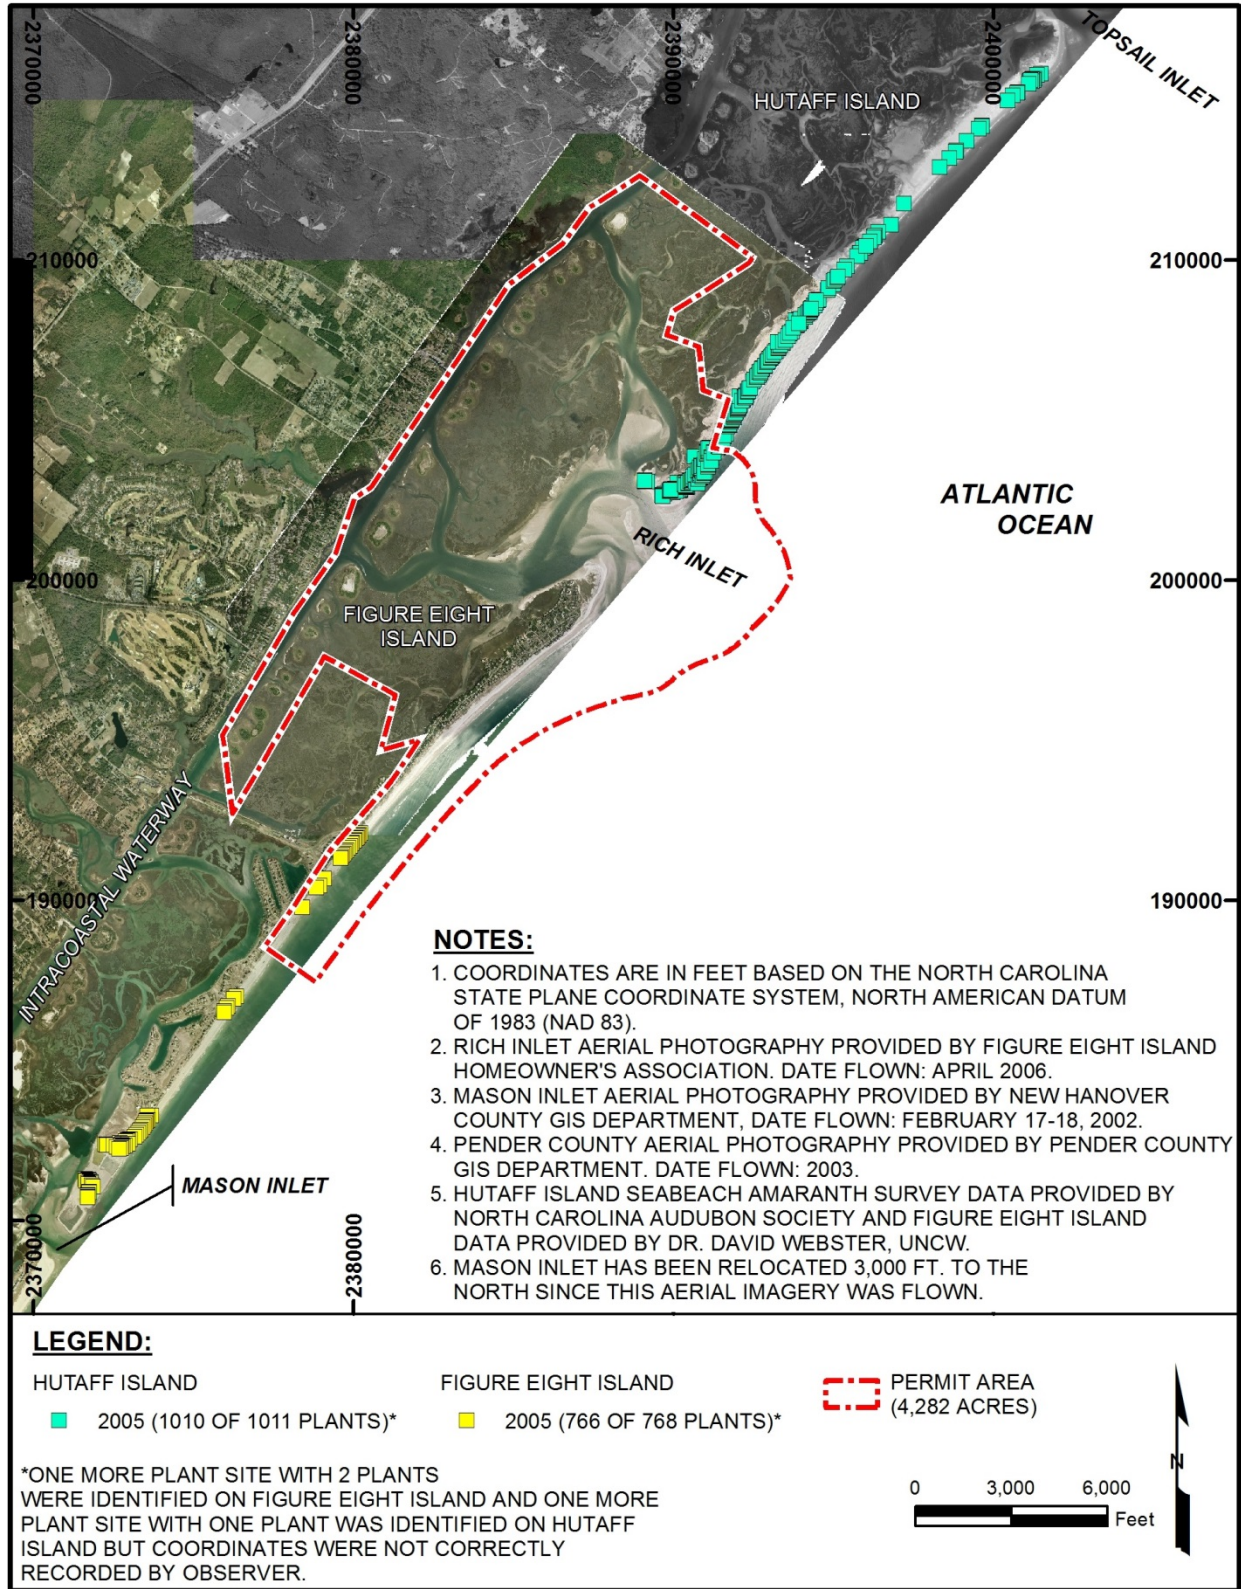 2370000
2380000
2390000
2400000
TOPSAIL INLET
HUTAFF ISLAND
210000
210000
ATLANTIC
OCEAN
RICH INLET
200000
200000
FIGURE EIGHT
ISLAND
INTRACOASTAL WATERWAY
190000
190000
MASON INLET
2370000
2380000
NOTES:
1. COORDINATES ARE IN FEET BASED ON THE NORTH CAROLINA
STATE PLANE COORDINATE SYSTEM, NORTH AMERICAN DATUM
OF 1983 (NAD 83).
2. RICH INLET AERIAL PHOTOGRAPHY PROVIDED BY FIGURE EIGHT ISLAND
HOMEOWNER'S ASSOCIATION. DATE FLOWN: APRIL 2006.
3. MASON INLET AERIAL PHOTOGRAPHY PROVIDED BY NEW HANOVER
COUNTY GIS DEPARTMENT, DATE FLOWN: FEBRUARY 17-18, 2002.
4. PENDER COUNTY AERIAL PHOTOGRAPHY PROVIDED BY PENDER COUNTY
GIS DEPARTMENT. DATE FLOWN: 2003.
5. HUTAFF ISLAND SEABEACH AMARANTH SURVEY DATA PROVIDED BY
NORTH CAROLINA AUDUBON SOCIETY AND FIGURE EIGHT ISLAND
DATA PROVIDED BY DR. DAVID WEBSTER, UNCW.
6. MASON INLET HAS BEEN RELOCATED 3,000 FT. TO THE
NORTH SINCE THIS AERIAL IMAGERY WAS FLOWN.
LEGEND:
HUTAFF ISLAND
2005 (1010 OF 1011 PLANTS)*
FIGURE EIGHT ISLAND
2005 (766 OF 768 PLANTS)*
PERMIT AREA
(4,282 ACRES)
*ONE MORE PLANT SITE WITH 2 PLANTS
WERE IDENTIFIED ON FIGURE EIGHT ISLAND AND ONE MORE
PLANT SITE WITH ONE PLANT WAS IDENTIFIED ON HUTAFF
ISLAND BUT COORDINATES WERE NOT CORRECTLY
RECORDED BY OBSERVER.
0 3,000 6,000
Feet
N